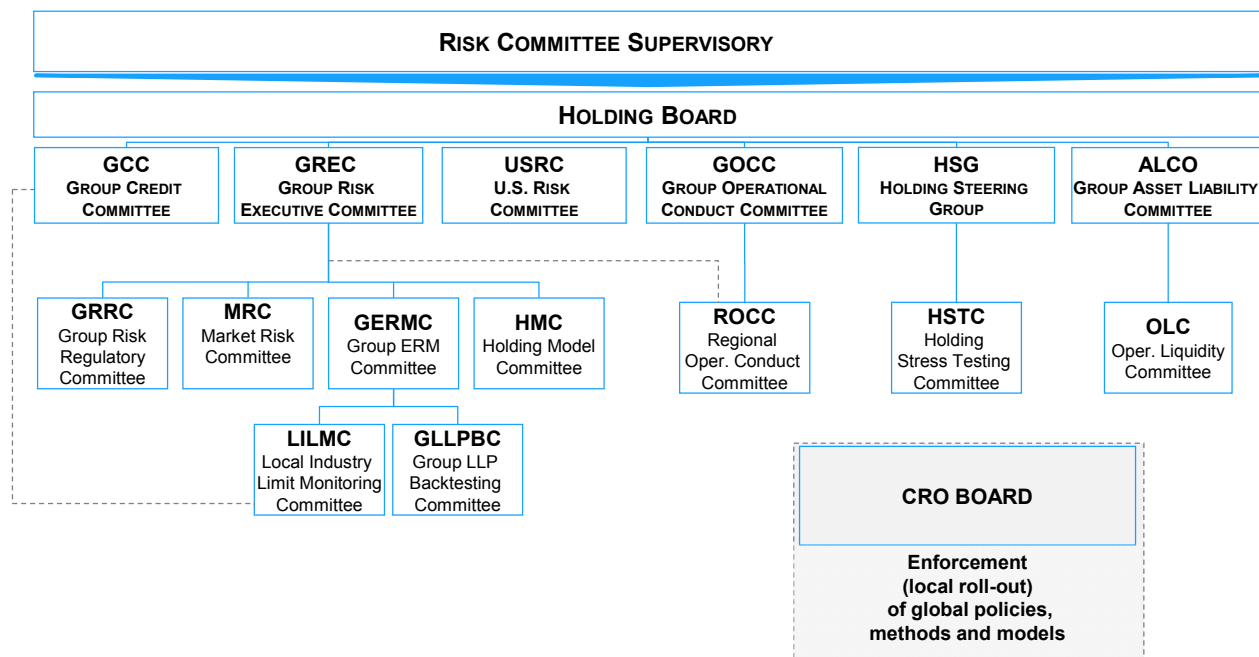 RISK COMMITTEE SUPERVISORY
HOLDING BOARD
GCC
GROUP CREDIT
COMMITTEE
GREC
GROUP RISK
EXECUTIVE COMMITTEE
USRC
U.S. RISK
COMMITTEE
GOCC
GROUP OPERATIONAL
CONDUCT COMMITTEE
HSG
HOLDING STEERING
GROUP
ALCO
GROUP ASSET LIABILITY
COMMITTEE
GRRC
Group Risk
Regulatory
Committee
MRC
Market Risk
Committee
GERMC
Group ERM
Committee
HMC
Holding Model
Committee
ROCC
Regional
Oper. Conduct
Committee
HSTC
Holding
Stress Testing
Committee
OLC
Oper. Liquidity
Committee
LILMC
Local Industry
Limit Monitoring
Committee
GLLPBC
Group LLP
Backtesting
Committee
CRO BOARD
Enforcement
(local roll-out)
of global policies,
methods and models